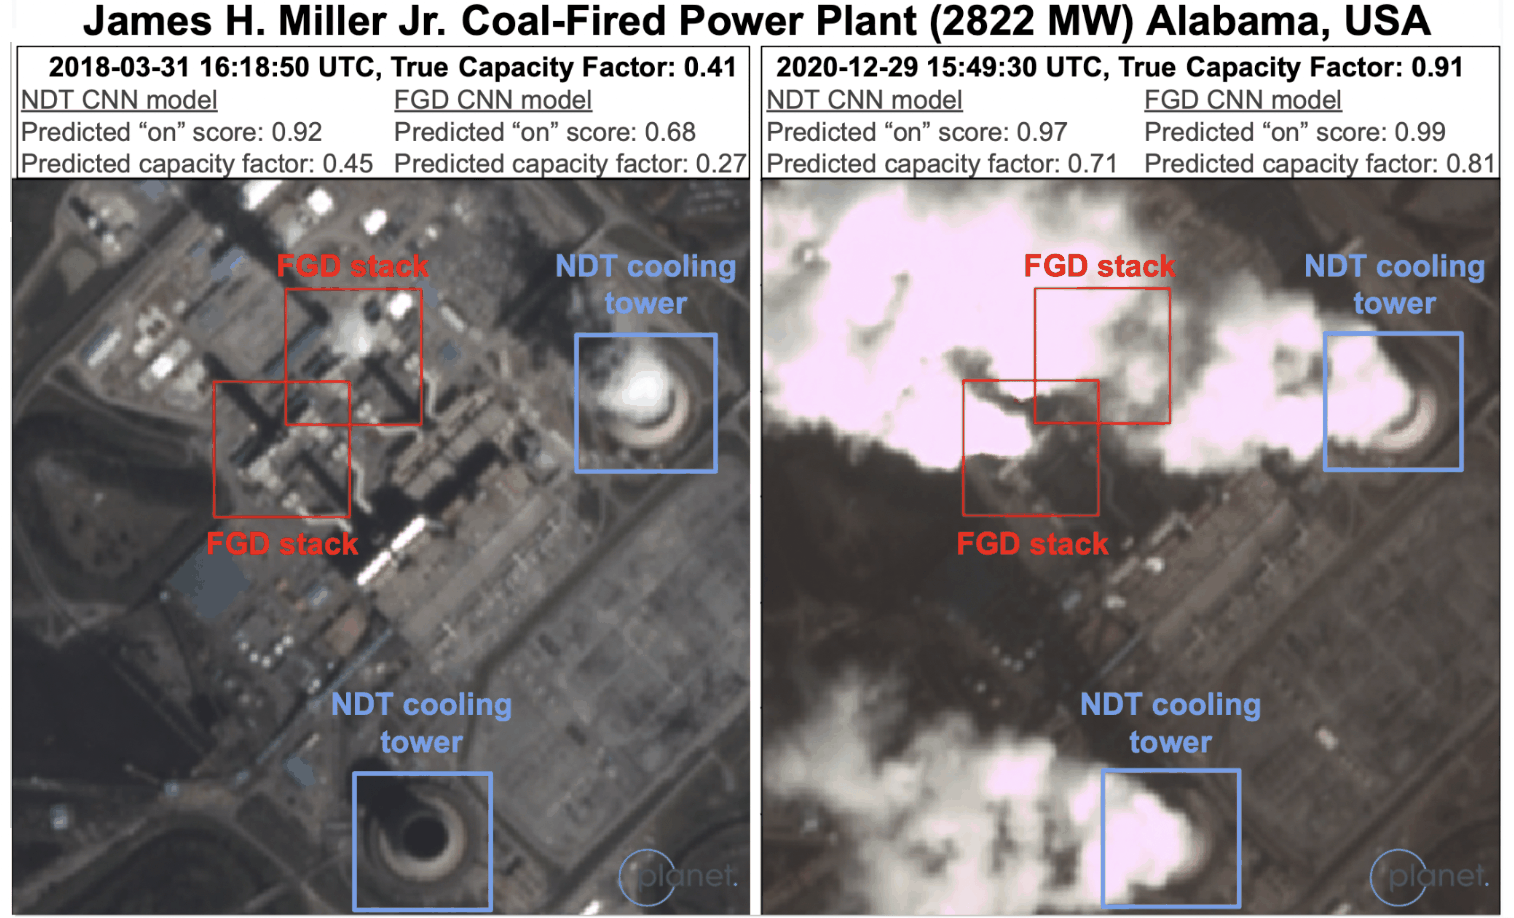 James H. Miller Jr. Coal-Fired Power Plant (2822 MW) Alabama, USA
2018-03-31 16:18:50 UTC, True Capacity Factor: 0.41
NDT CNN model FGD CNN model
Predicted “on” score: 0.92 Predicted “on” score: 0.68
Predicted capacity factor: 0.45 Predicted capacity factor: 0.27
FGD stack
NDT cooling
tower
FGD stack
NDT cooling
tower
planet.
2020-12-29 15:49:30 UTC, True Capacity Factor: 0.91
NDT CNN model FGD CNN model
Predicted “on” score: 0.97 Predicted “on” score: 0.99
Predicted capacity factor: 0.71 Predicted capacity factor: 0.81
FGD stack
NDT cooling
tower
FGD stack
NDT cooling
tower
planet.